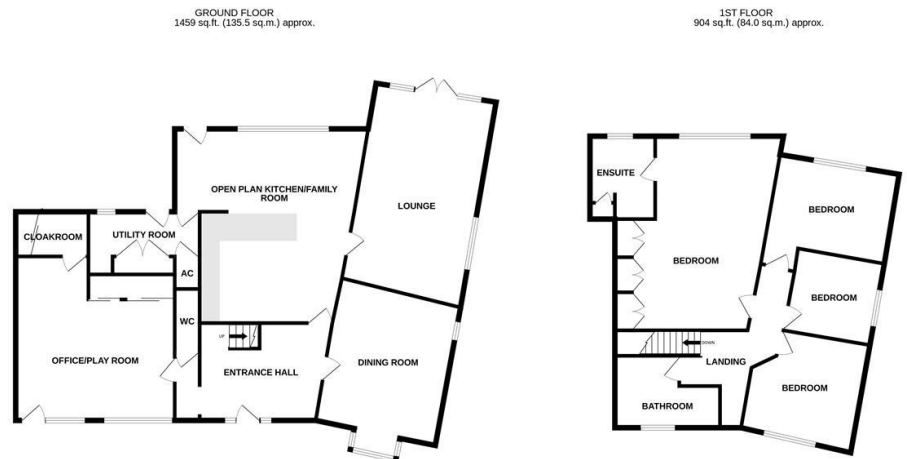 GROUND FLOOR
1459 sq.ft. (135.5 sq.m.) approx.
1ST FLOOR
904 sq.ft. (84.0 sq.m.) approx.
OPEN PLAN KITCHEN/FAMILY
ROOM
LOUNGE
CLOAKROOM
UTILITY ROOM
AC
WC
UP
OFFICE/PLAY ROOM
ENTRANCE HALL
DINING ROOM
ENSUITE
BEDROOM
BEDROOM
BEDROOM
DOWN
LANDING
BEDROOM
BATHROOM